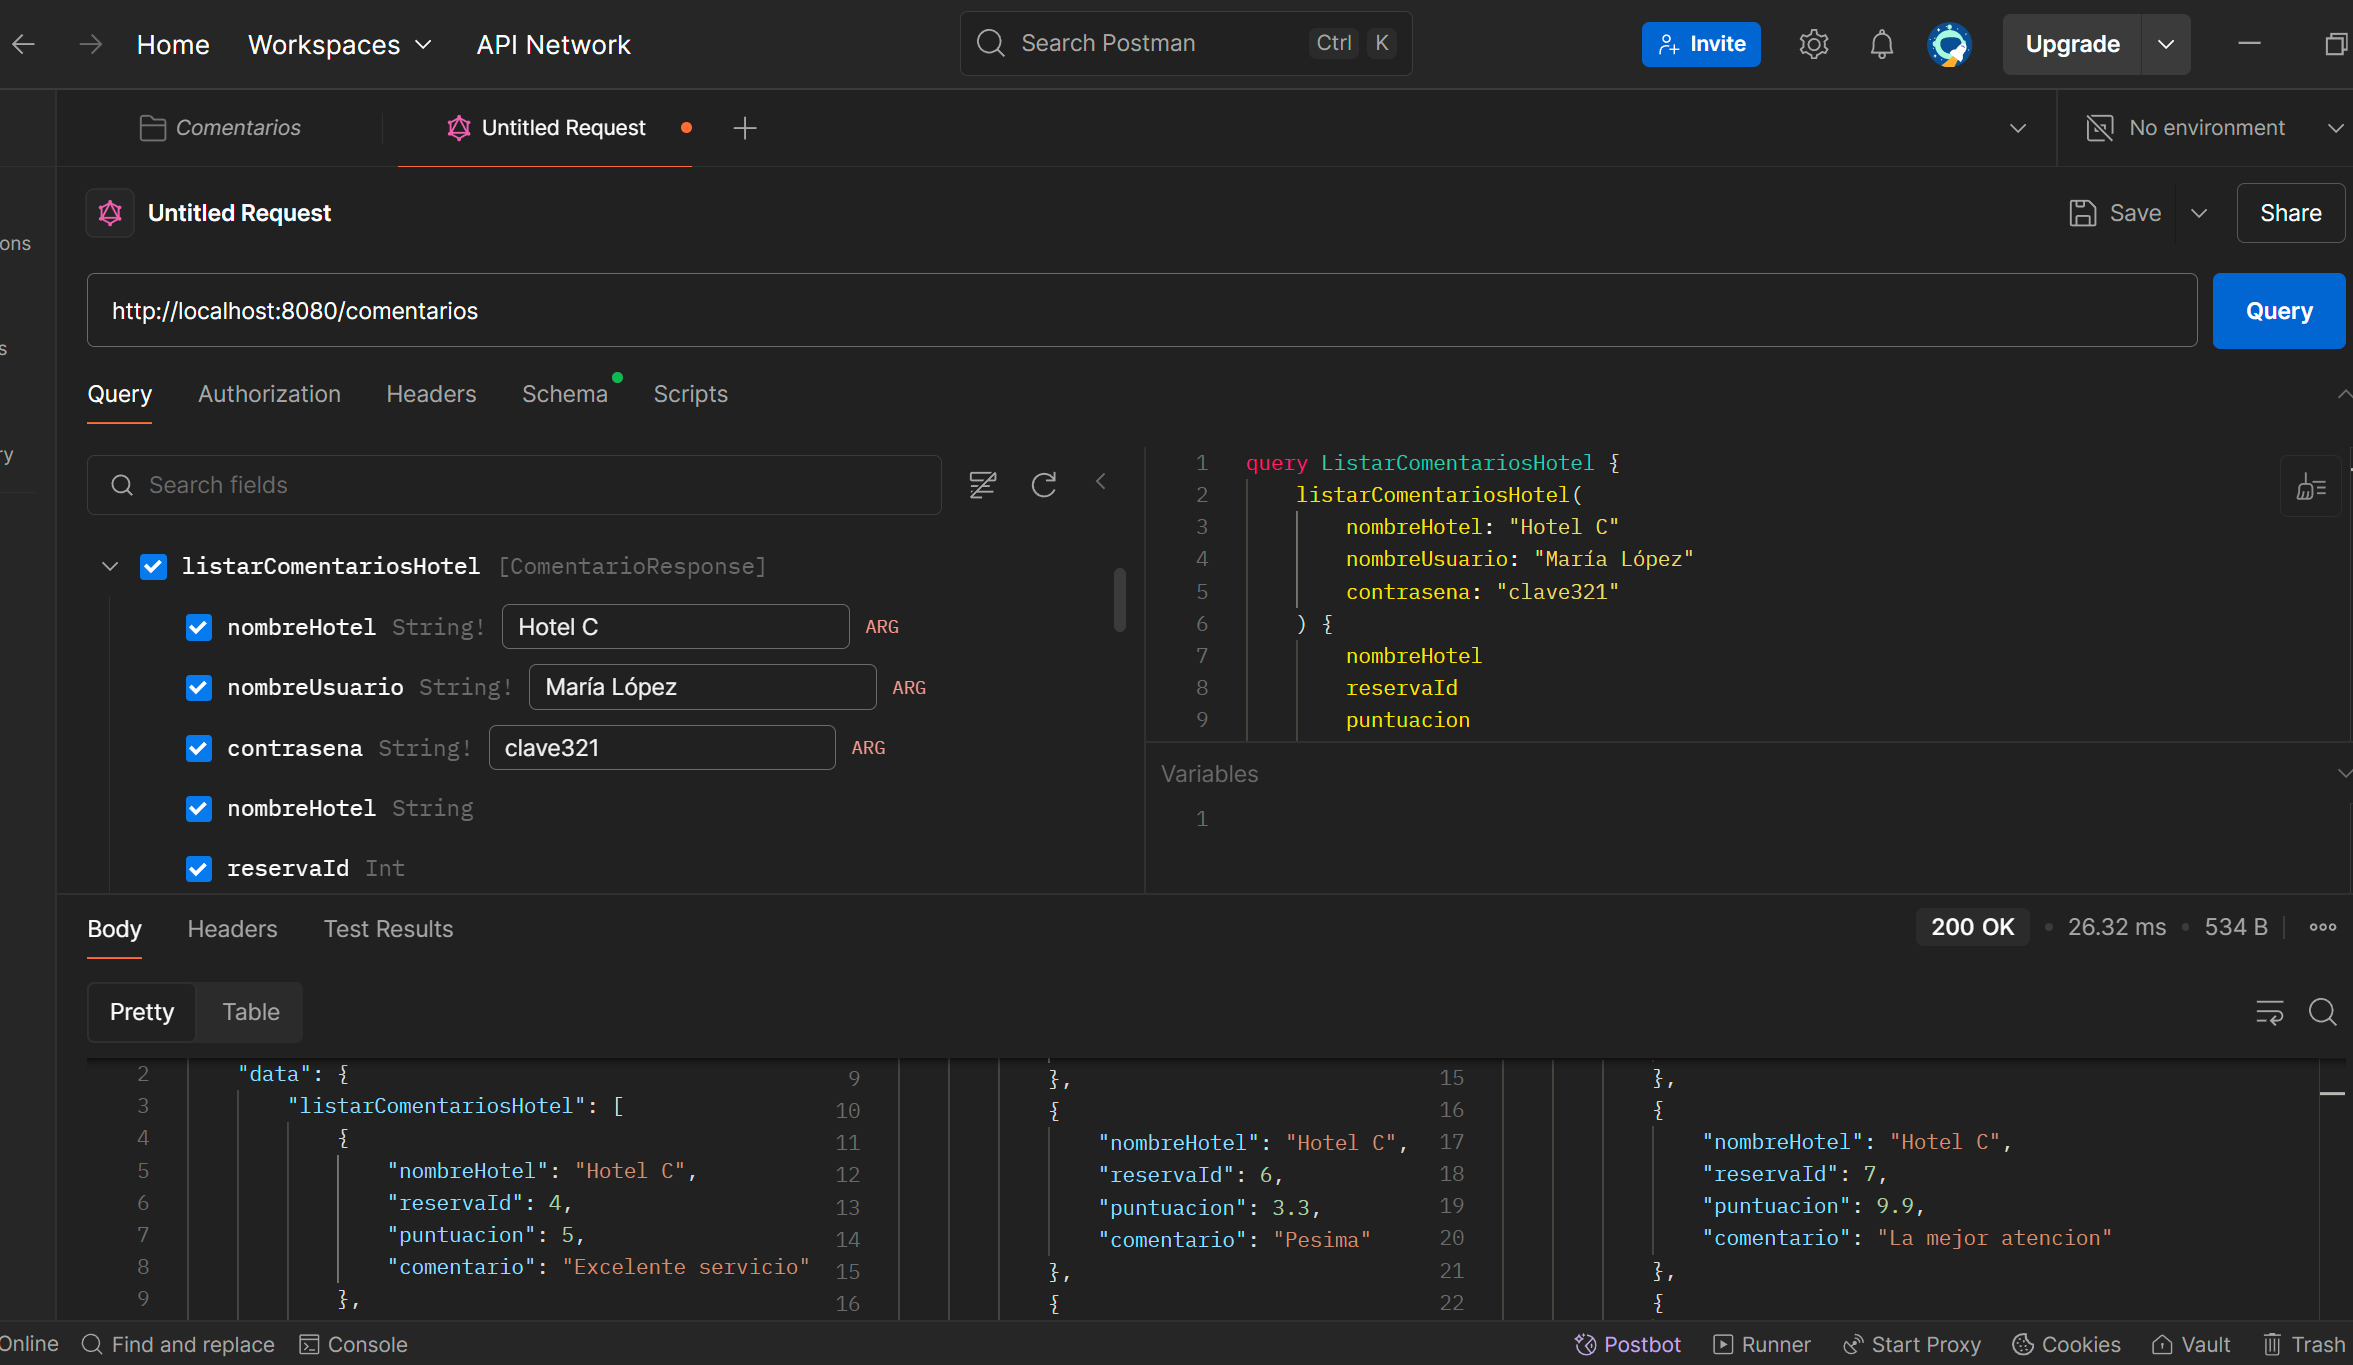 Home Workspaces API Network Search Postman Ctrl K Invite Upgrade
Comentarios Untitled Request No environment
Untitled Request Save Share
ons
http://localhost:8080/comentarios Query
s
Query Authorization Headers Schema Scripts
ry
Search fields
listarComentariosHotel [ComentarioResponse]
nombreHotel String! Hotel C ARG
nombreUsuario String! María López ARG
contrasena String! clave321 ARG
nombreHotel String
reservaId Int
1 query ListarComentariosHotel {
2 listarComentariosHotel(
3 nombreHotel: "Hotel C"
4 nombreUsuario: "María López"
5 contrasena: "clave321"
6 ) {
7 nombreHotel
8 reservaId
9 puntuacion
Variables
1
Body Headers Test Results 200 OK • 26.32 ms • 534 B
Pretty Table
2 "data": {
3 "listarComentariosHotel": [
4 {
5 "nombreHotel": "Hotel C",
6 "reservaId": 4,
7 "puntuacion": 5,
8 "comentario": "Excelente servicio"
9 },
9 },
10 {
11 "nombreHotel": "Hotel C",
12 "reservaId": 6,
13 "puntuacion": 3.3,
14 "comentario": "Pesima"
15 },
16 {
15 },
16 {
17 "nombreHotel": "Hotel C",
18 "reservaId": 7,
19 "puntuacion": 9.9,
20 "comentario": "La mejor atencion"
21 },
22 {
Online Find and replace Console Postbot Runner Start Proxy Cookies Vault Trash